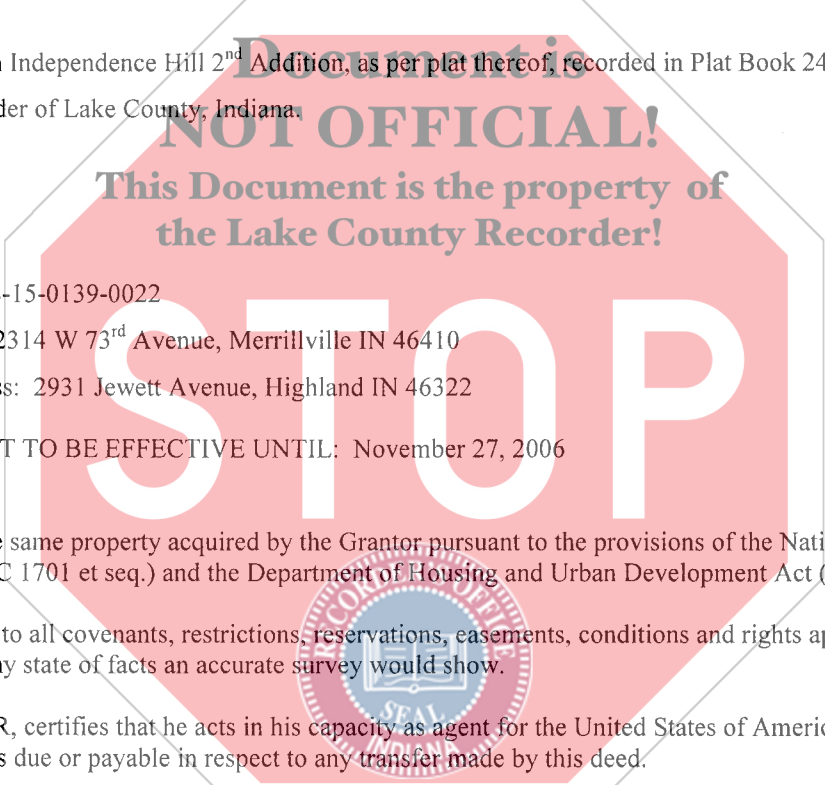 Independence Hill 2nd Addition, as per plat thereof, recorded in Plat Book 24
Document is
of Lake County, Indiana.
NOT OFFICIAL!
This Document is the property of
the Lake County Recorder!
-15-0139-0022
2314 W 73rd Avenue, Merrillville IN 46410
2931 Jewett Avenue, Highland IN 46322
STOP
TO BE EFFECTIVE UNTIL: November 27, 2006
same property acquired by the Grantor pursuant to the provisions of the Nati
1701 et seq.) and the Department of Housing and Urban Development Act (
to all covenants, restrictions, reservations, easements, conditions and rights ap
state of facts an accurate survey would show.
RECORDER'S OFFICE
SEAL
INDIANA
R, certifies that he acts in his capacity as agent for the United States of Americ
due or payable in respect to any transfer made by this deed.